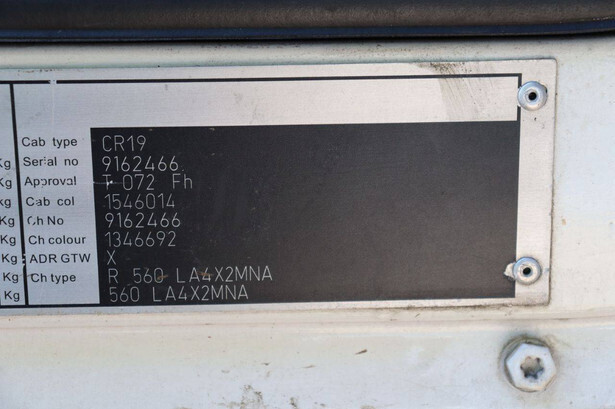 Cab type CR19
Kg Serial no 9162466
Kg Approval T 072 Fh
Kg Cab col 1546014
Kg Ch No 9162466
Kg Ch colour 1346692
Kg ADR GTW X
Kg Ch type R 560 LA4X2MNA
Kg 560 LA4X2MNA